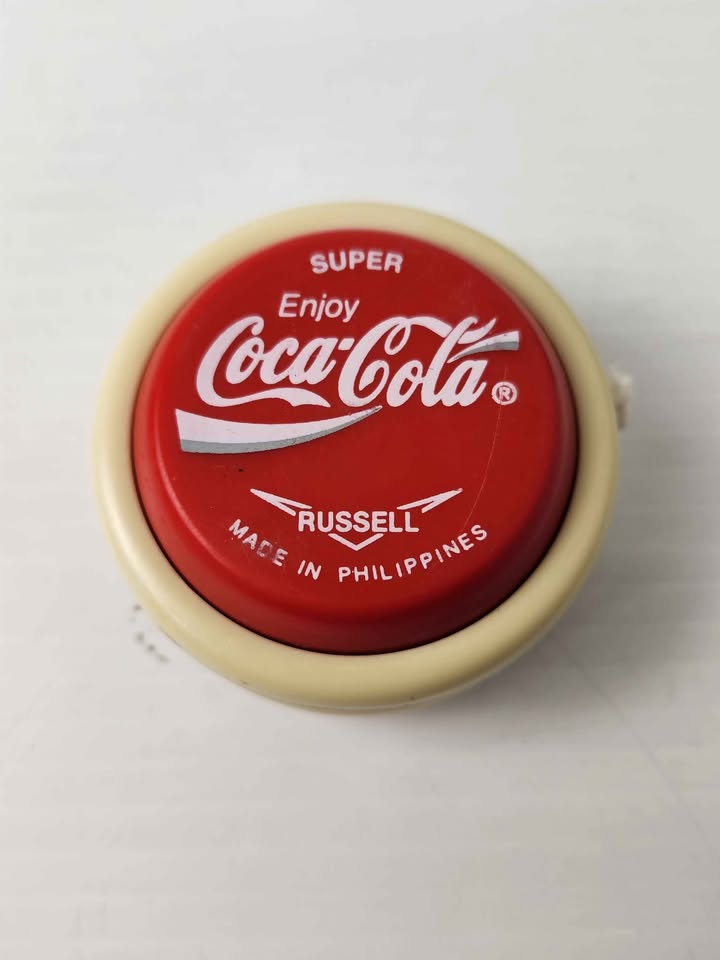 SUPER
Enjoy
Coca-Cola®
RUSSELL
MADE IN PHILIPPINES